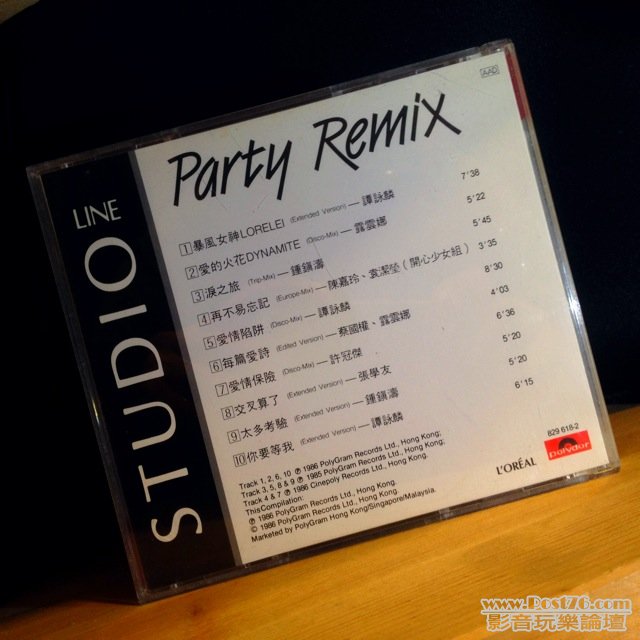 AAD
Party Remix
STUDIO LINE
1 暴風女神LORELEI (Extended Version) — 譚詠麟 7'38
2 愛的火花DYNAMITE (Disco-Mix) — 露雲娜 5'22
3 淚之旅 (Trip-Mix) — 鍾鎮濤 5'45
4 再不易忘記 (Europe-Mix) — 陳嘉玲、袁潔瑩(開心少女組) 3'35
5 愛情陷阱 (Disco-Mix) — 譚詠麟 8'30
6 每篇愛詩 (Edited Version) — 蔡國權、露雲娜 4'03
7 愛情保險 (Disco-Mix) — 許冠傑 6'36
8 交叉算了 (Extended Version) — 張學友 5'20
9 太多考驗 (Extended Version) — 鍾鎮濤 5'20
10 你要等我 (Extended Version) — 譚詠麟 6'15
Track 1, 2, 6, 10 ℗ 1986 PolyGram Records Ltd., Hong Kong;
Track 3, 5, 8 & 9 ℗ 1985 PolyGram Records Ltd., Hong Kong;
Track 4 & 7 ℗ 1986 Cinepoly Records Ltd., Hong Kong;
This Compilation:
℗ 1986 PolyGram Records Ltd., Hong Kong.
© 1986 PolyGram Records Ltd., Hong Kong.
Marketed by PolyGram Hong Kong/Singapore/Malaysia.
829 618-2
L'ORÉAL
polydor
www.Post76.com
影音玩樂論壇